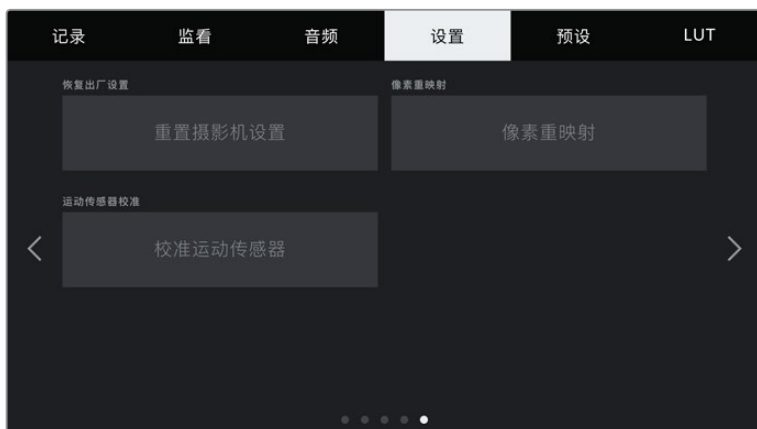 记录 监看 音频 设置 预设 LUT
恢复出厂设置 像素重映射
重置摄影机设置 像素重映射
运动传感器校准
校准运动传感器